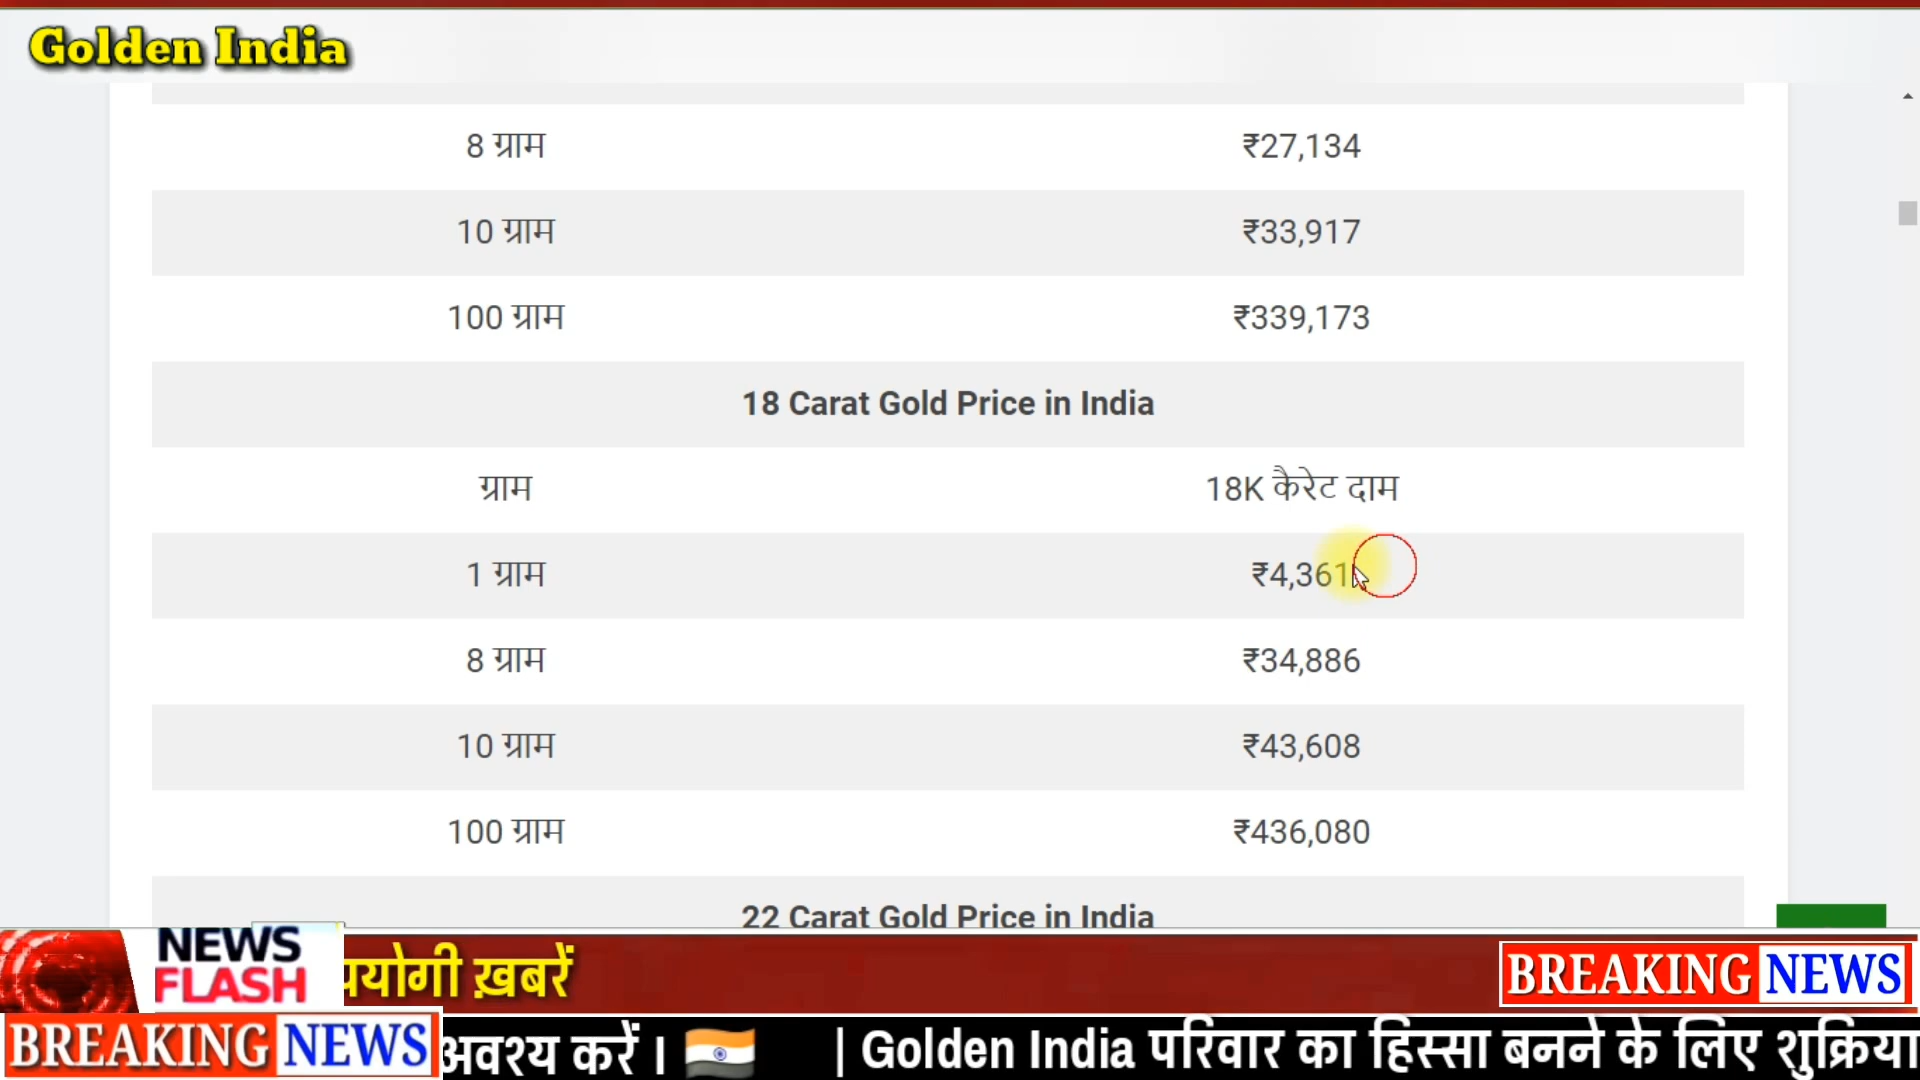 Golden India
8 ग्राम ₹27,134
10 ग्राम ₹33,917
100 ग्राम ₹339,173
18 Carat Gold Price in India
ग्राम 18K कैरेट दाम
1 ग्राम ₹4,361
8 ग्राम ₹34,886
10 ग्राम ₹43,608
100 ग्राम ₹436,080
22 Carat Gold Price in India
NEWS
FLASH
ख़बरें
BREAKING NEWS
BREAKING NEWS
अवश्य करें । 🇮🇳 | Golden India परिवार का हिस्सा बनने के लिए शुक्रिया